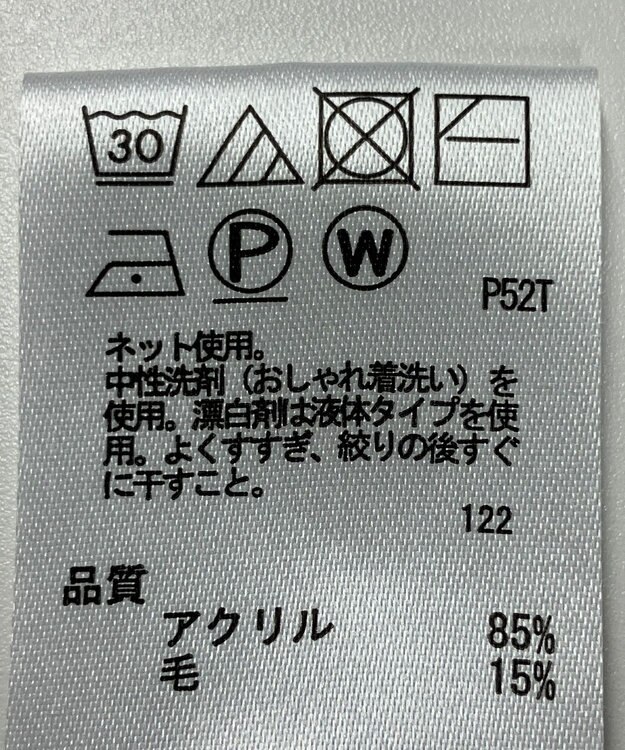 30
P W
P52T
ネット使用。
中性洗剤（おしゃれ着洗い）を
使用。漂白剤は液体タイプを使
用。よくすすぎ、絞りの後すぐ
に干すこと。
122
品質
アクリル 85%
毛 15%